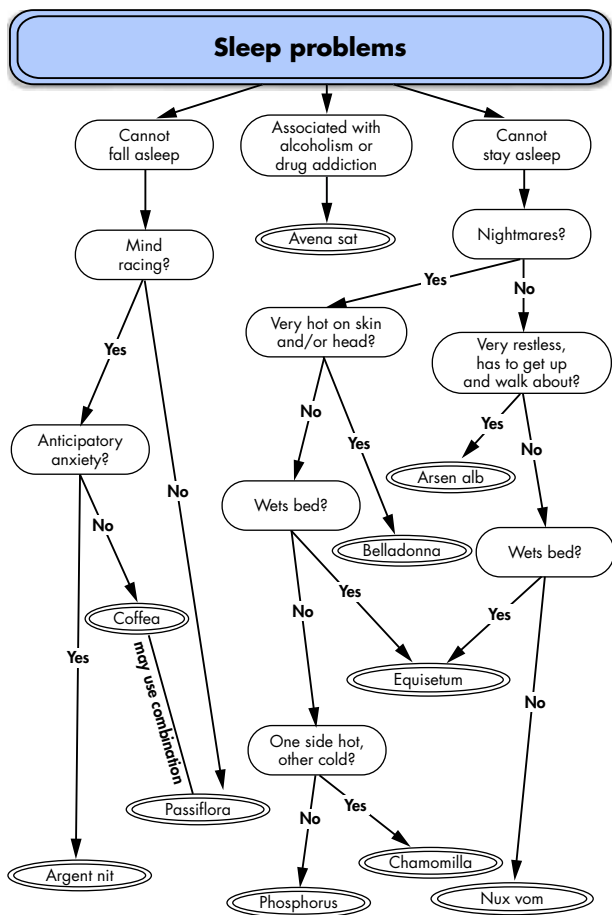 Sleep problems
Cannot
fall asleep
Associated with
alcoholism or
drug addiction
Cannot
stay asleep
Mind
racing?
Avena sat
Nightmares?
Yes
No
Very hot on skin
and/or head?
Very restless,
has to get up
and walk about?
Yes
No
Yes
Yes
No
Anticipatory
anxiety?
Arsen alb
No
No
Wets bed?
Belladonna
Wets bed?
Coffea
No
Yes
Yes
Yes
may use combination
Equisetum
No
One side hot,
other cold?
Passiflora
No
Yes
Argent nit
Chamomilla
Phosphorus
Nux vom